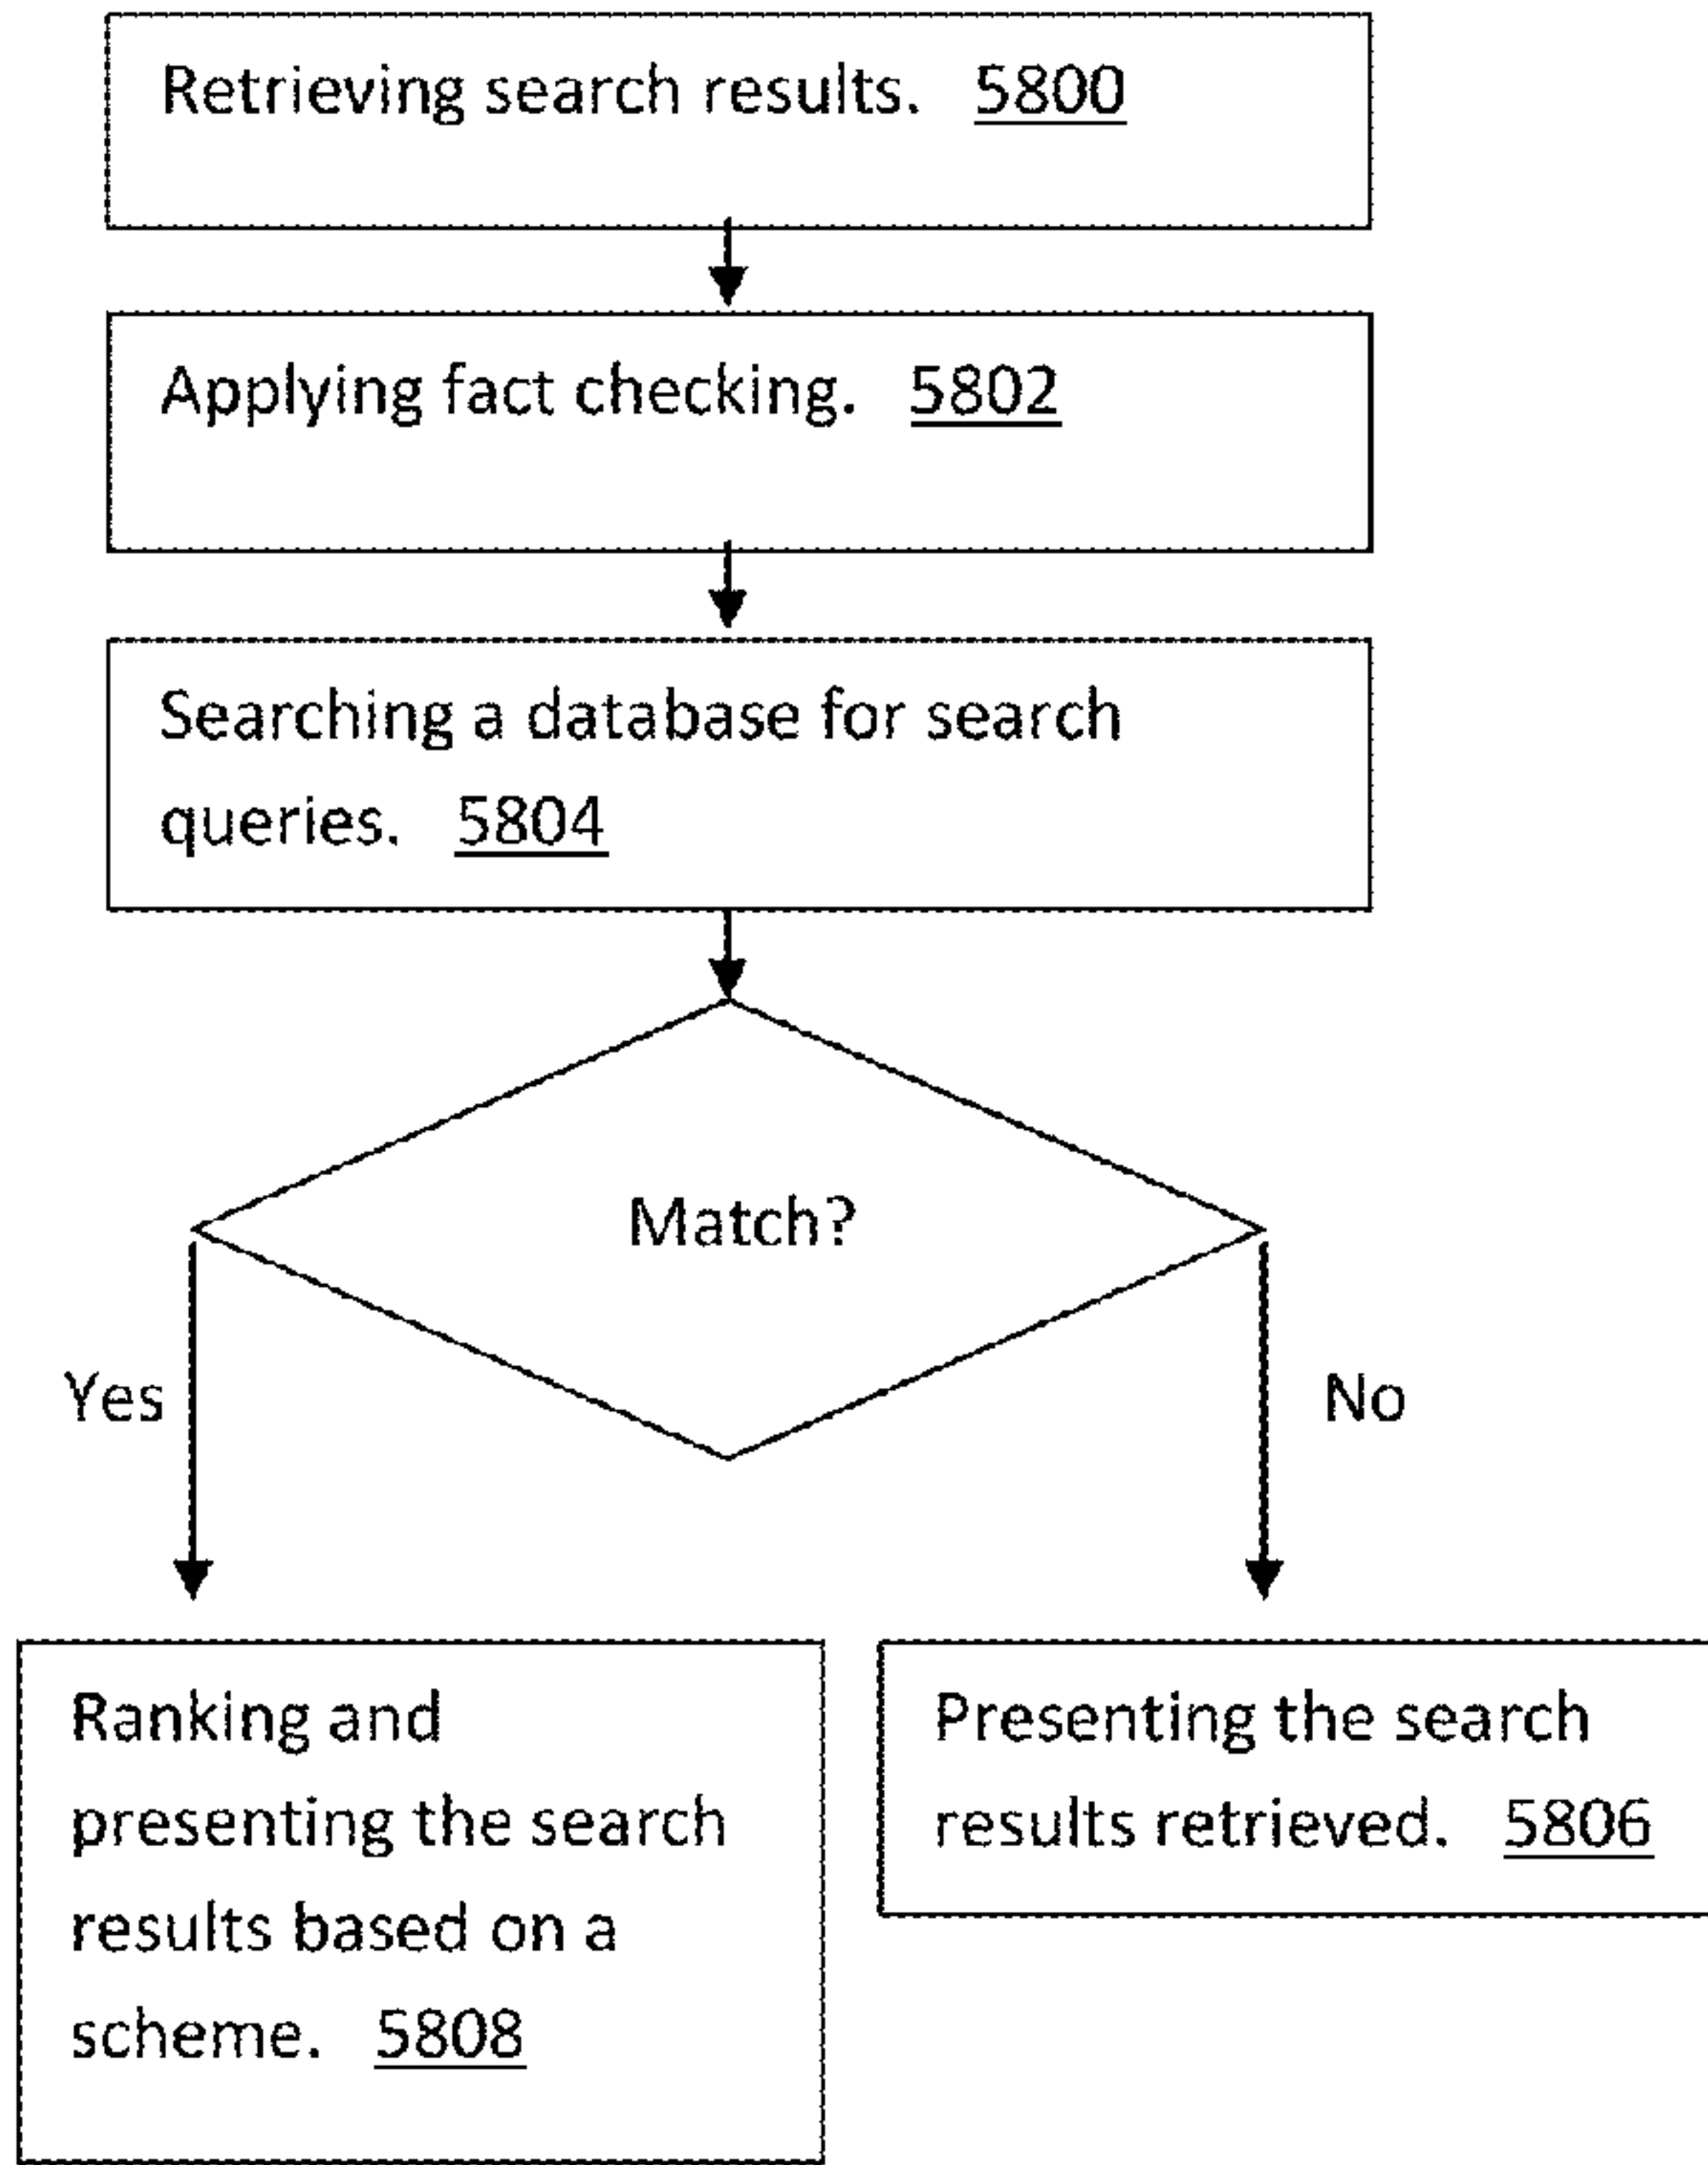 Retrieving search results. 5800
Applying fact checking. 5802
Searching a database for search
queries. 5804
Match?
Yes
No
Ranking and
presenting the search
results based on a
scheme. 5808
Presenting the search
results retrieved. 5806